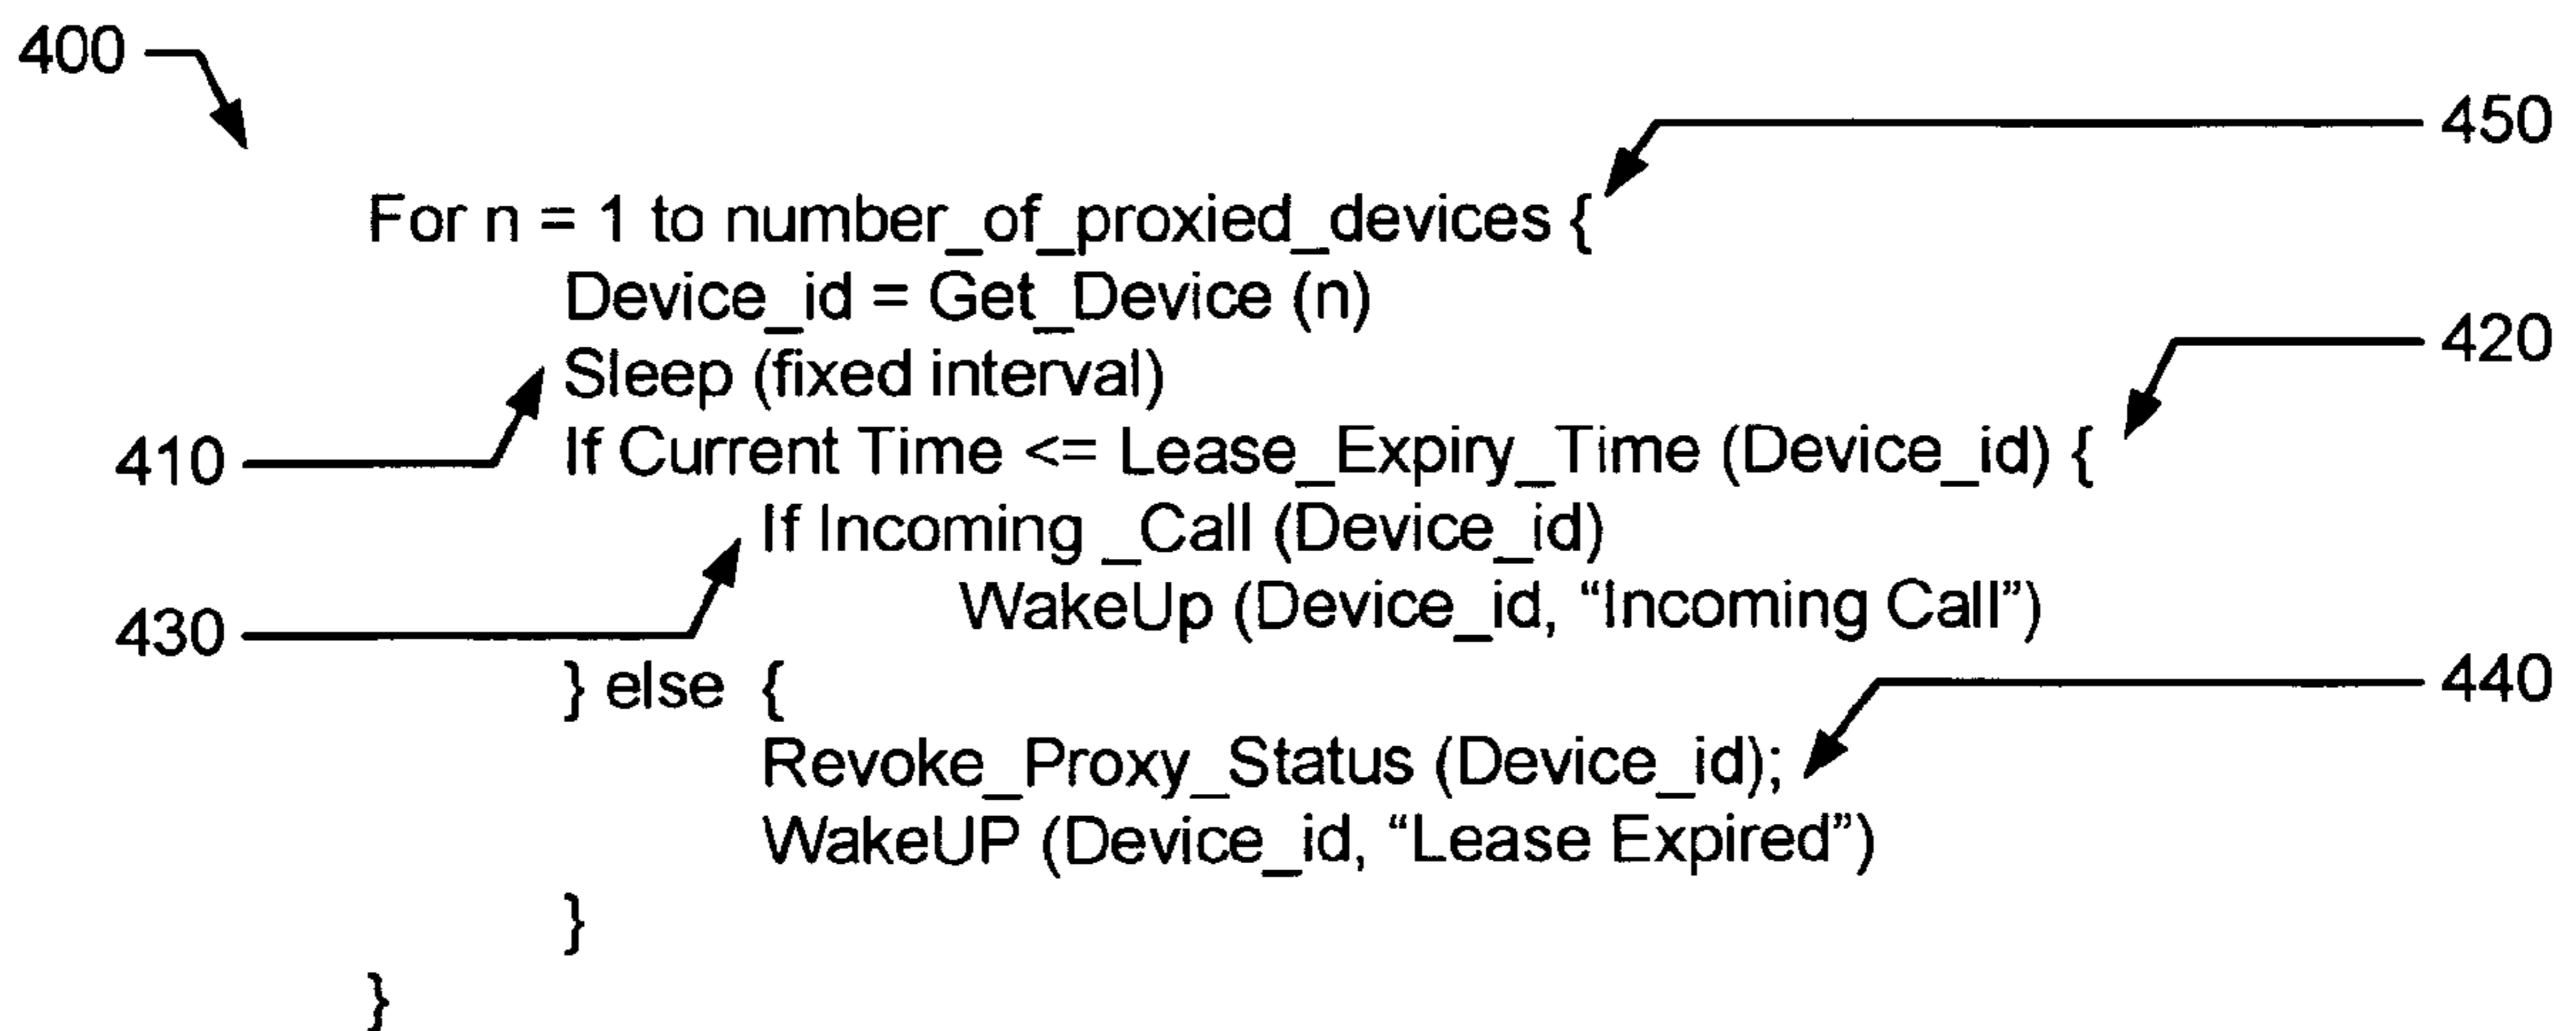 400
450
For n = 1 to number_of_proxied_devices {
Device_id = Get_Device (n)
420
Sleep (fixed interval)
410
If Current Time <= Lease_Expiry_Time (Device_id) {
If Incoming _Call (Device_id)
WakeUp (Device_id, “Incoming Call”)
430
} else {
440
Revoke_Proxy_Status (Device_id);
WakeUP (Device_id, “Lease Expired”)
}
}